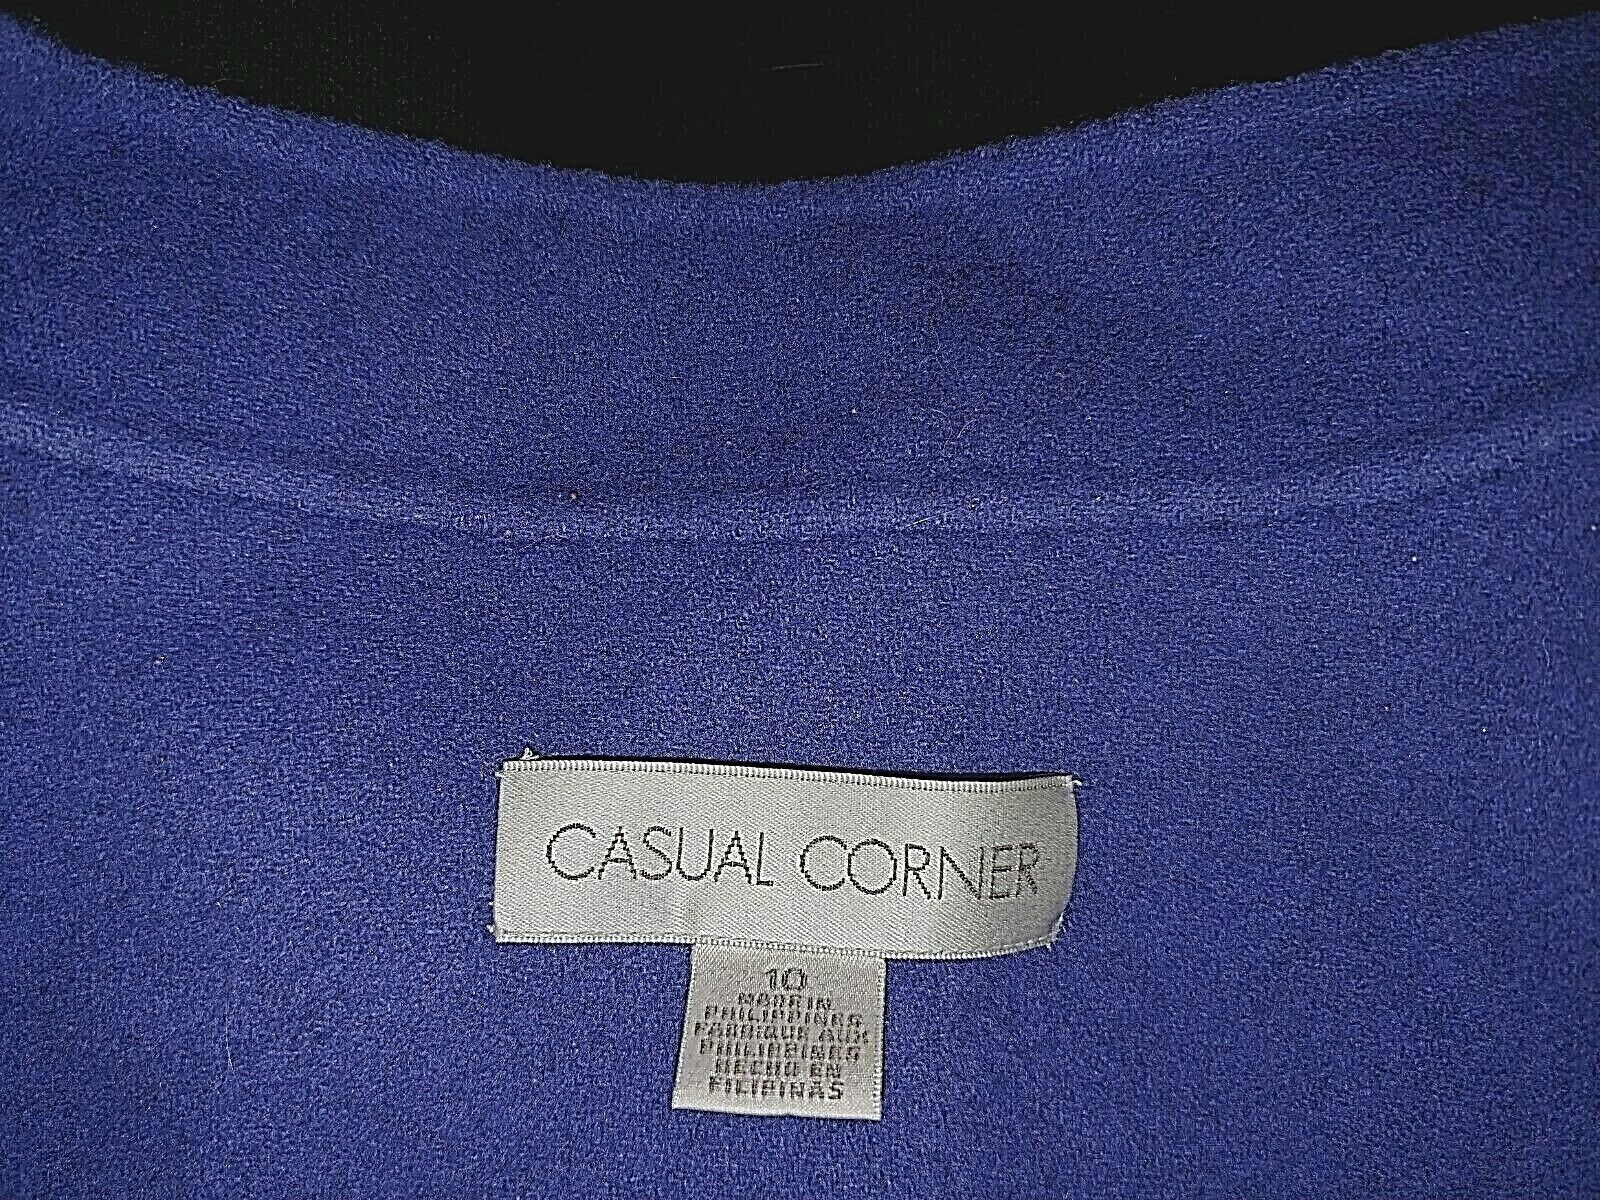 CASUAL CORNER
10
MADE IN
PHILIPPINES
FABRIQUE AUX
PHILIPPINES
HECHO EN
FILIPINAS